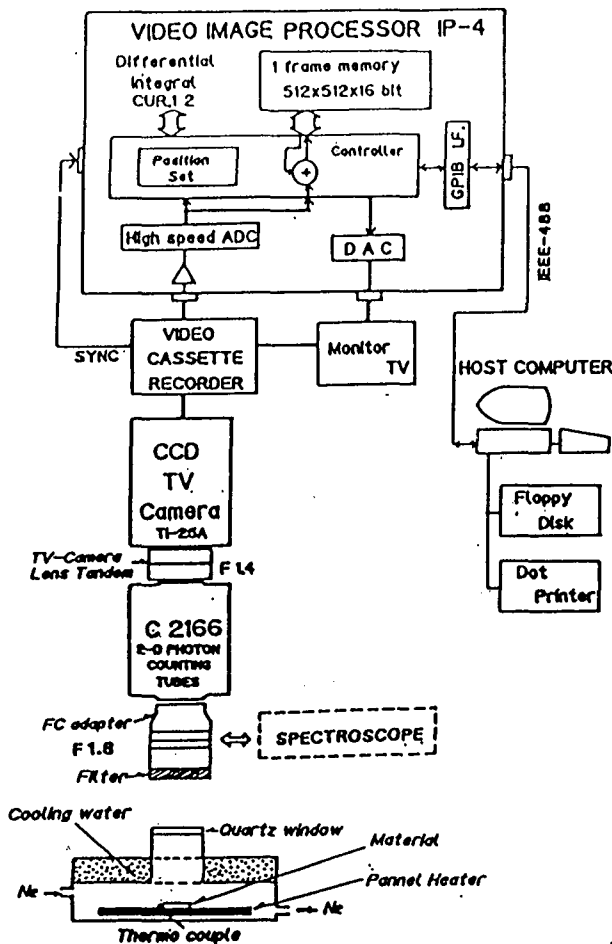 VIDEO IMAGE PROCESSOR IP-4
Differential
Integral
CUR.1 2
1 frame memory
512x512x16 bit
Position
Set
Controller
GPIB I.F.
High speed ADC
DAC
IEEE-488
SYNC
VIDEO
CASSETTE
RECORDER
Monitor
TV
HOST COMPUTER
CCD
TV
Camera
TI-26A
Floppy
Disk
TV-Camera
Lens Tandem
F 1.4
Dot
Printer
C 2166
2-D PHOTON
COUNTING
TUBES
FC adapter
F 1.8
Filter
SPECTROSCOPE
Cooling water
Quartz window
Material
Pannel Heater
N2
N2
Thermo couple